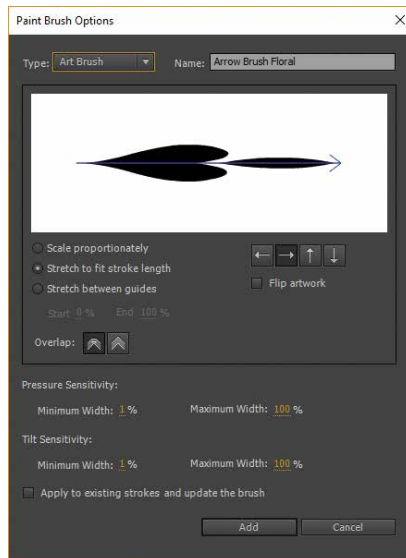 Paint Brush Options
Type: Art Brush Name: Arrow Brush Floral
Scale proportionately
Stretch to fit stroke length
Flip artwork
Stretch between guides
Start 0 % End 100 %
Overlap:
Pressure Sensitivity:
Minimum Width: 1 % Maximum Width: 100 %
Tilt Sensitivity:
Minimum Width: 1 % Maximum Width: 100 %
Apply to existing strokes and update the brush
Add Cancel